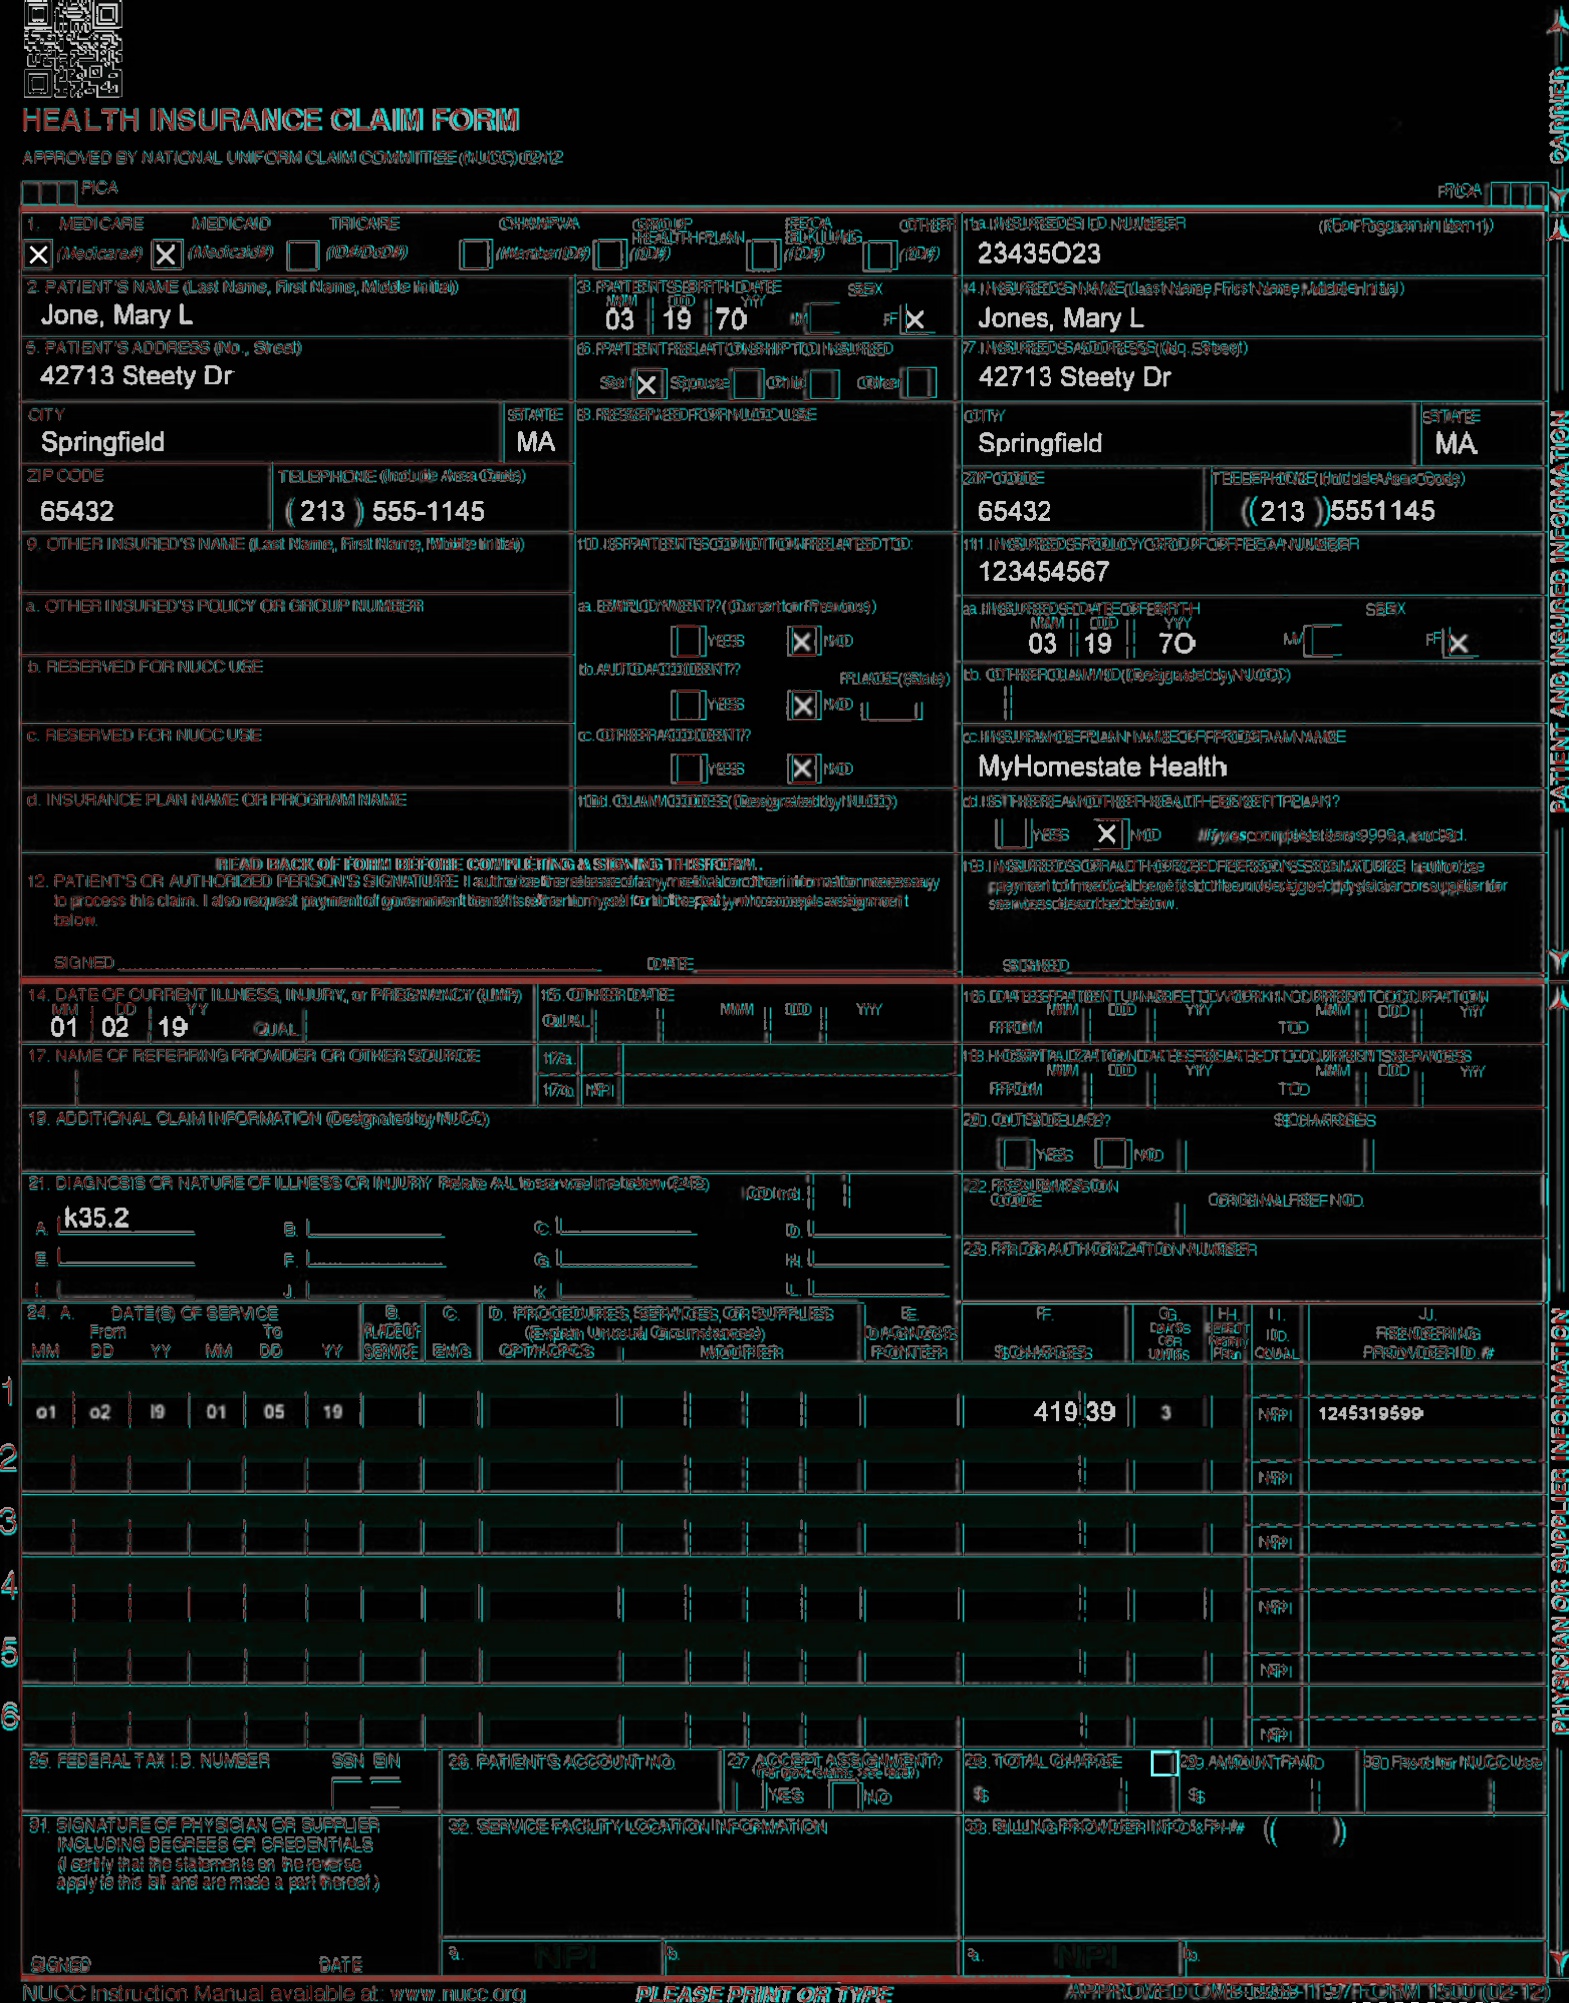 HEALTH INSURANCE CLAIM FORM
APPROVED BY NATIONAL UNIFORM CLAIM COMMITTEE (NUCC) 02/12
PICA
PICA
CARRIER
1. MEDICARE MEDICAID TRICARE CHAMPVA GROUP HEALTH PLAN FECA BLK LUNG OTHER
(Medicare#) (Medicaid#) (ID#/DoD#) (Member ID#) (ID#) (ID#) (ID#)
1a. INSURED'S I.D. NUMBER (For Program in Item 1)
23435O23
2. PATIENT'S NAME (Last Name, First Name, Middle Initial)
Jone, Mary L
3. PATIENT'S BIRTH DATE SEX
MM DD YY
03 19 70 M F X
4. INSURED'S NAME (Last Name, First Name, Middle Initial)
Jones, Mary L
5. PATIENT'S ADDRESS (No., Street)
42713 Steety Dr
6. PATIENT RELATIONSHIP TO INSURED
Self X Spouse Child Other
7. INSURED'S ADDRESS (No., Street)
42713 Steety Dr
CITY STATE
Springfield MA
8. RESERVED FOR NUCC USE
CITY STATE
Springfield MA
ZIP CODE TELEPHONE (Include Area Code)
65432 ( 213 ) 555-1145
ZIP CODE TELEPHONE (Include Area Code)
65432 ( 213 ) 5551145
9. OTHER INSURED'S NAME (Last Name, First Name, Middle Initial)
10. IS PATIENT'S CONDITION RELATED TO:
11. INSURED'S POLICY GROUP OR FECA NUMBER
123454567
a. OTHER INSURED'S POLICY OR GROUP NUMBER
a. EMPLOYMENT? (Current or Previous)
YES X NO
a. INSURED'S DATE OF BIRTH SEX
MM DD YY
03 19 7O M F X
b. RESERVED FOR NUCC USE
b. AUTO ACCIDENT? PLACE (State)
YES X NO
b. OTHER CLAIM ID (Designated by NUCC)
c. RESERVED FOR NUCC USE
c. OTHER ACCIDENT?
YES X NO
c. INSURANCE PLAN NAME OR PROGRAM NAME
MyHomestate Health
d. INSURANCE PLAN NAME OR PROGRAM NAME
10d. CLAIM CODES (Designated by NUCC)
d. IS THERE ANOTHER HEALTH BENEFIT PLAN?
YES X NO If yes, complete items 9, 9a, and 9d.
READ BACK OF FORM BEFORE COMPLETING & SIGNING THIS FORM.
12. PATIENT'S OR AUTHORIZED PERSON'S SIGNATURE I authorize the release of any medical or other information necessary
to process this claim. I also request payment of government benefits either to myself or to the party who accepts assignment
below.
SIGNED DATE
13. INSURED'S OR AUTHORIZED PERSON'S SIGNATURE I authorize
payment of medical benefits to the undersigned physician or supplier for
services described below.
SIGNED
PATIENT AND INSURED INFORMATION
14. DATE OF CURRENT ILLNESS, INJURY, or PREGNANCY (LMP)
MM DD YY
01 02 19 QUAL.
15. OTHER DATE
QUAL. MM DD YY
16. DATES PATIENT UNABLE TO WORK IN CURRENT OCCUPATION
MM DD YY MM DD YY
FROM TO
17. NAME OF REFERRING PROVIDER OR OTHER SOURCE
17a.
17b. NPI
18. HOSPITALIZATION DATES RELATED TO CURRENT SERVICES
MM DD YY MM DD YY
FROM TO
19. ADDITIONAL CLAIM INFORMATION (Designated by NUCC)
20. OUTSIDE LAB? $ CHARGES
YES NO
21. DIAGNOSIS OR NATURE OF ILLNESS OR INJURY Relate A-L to service line below (24E) ICD Ind.
A. k35.2 B. C. D.
E. F. G. H.
I. J. K. L.
22. RESUBMISSION CODE ORIGINAL REF. NO.
23. PRIOR AUTHORIZATION NUMBER
24. A. DATE(S) OF SERVICE B. C. D. PROCEDURES, SERVICES, OR SUPPLIES E. F. G. H. I. J.
From To PLACE OF (Explain Unusual Circumstances) DIAGNOSIS DAYS OR EPSDT Family ID. RENDERING
MM DD YY MM DD YY SERVICE EMG CPT/HCPCS MODIFIER POINTER $ CHARGES UNITS Plan QUAL. PROVIDER ID. #
1 o1 o2 I9 01 05 19 419 39 3 NPI 1245319599
2 NPI
3 NPI
4 NPI
5 NPI
6 NPI
PHYSICIAN OR SUPPLIER INFORMATION
25. FEDERAL TAX I.D. NUMBER SSN EIN
26. PATIENT'S ACCOUNT NO.
27. ACCEPT ASSIGNMENT?
(For govt. claims, see back)
YES NO
28. TOTAL CHARGE
$
29. AMOUNT PAID
$
30. Rsvd for NUCC Use
31. SIGNATURE OF PHYSICIAN OR SUPPLIER
INCLUDING DEGREES OR CREDENTIALS
(I certify that the statements on the reverse
apply to this bill and are made a part thereof.)
SIGNED DATE
32. SERVICE FACILITY LOCATION INFORMATION
a. NPI b.
33. BILLING PROVIDER INFO & PH # ( )
a. NPI b.
NUCC Instruction Manual available at: www.nucc.org
PLEASE PRINT OR TYPE
APPROVED OMB-0938-1197 FORM 1500 (02-12)